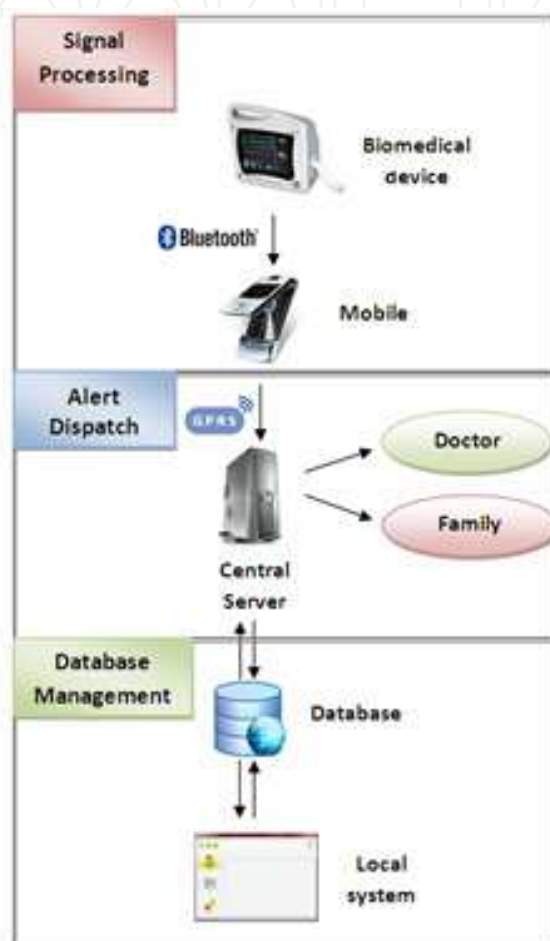 Signal
Processing
Biomedical
device
Bluetooth
Mobile
Alert
Dispatch
GPRS
Doctor
Family
Central
Server
Database
Management
Database
Local
system